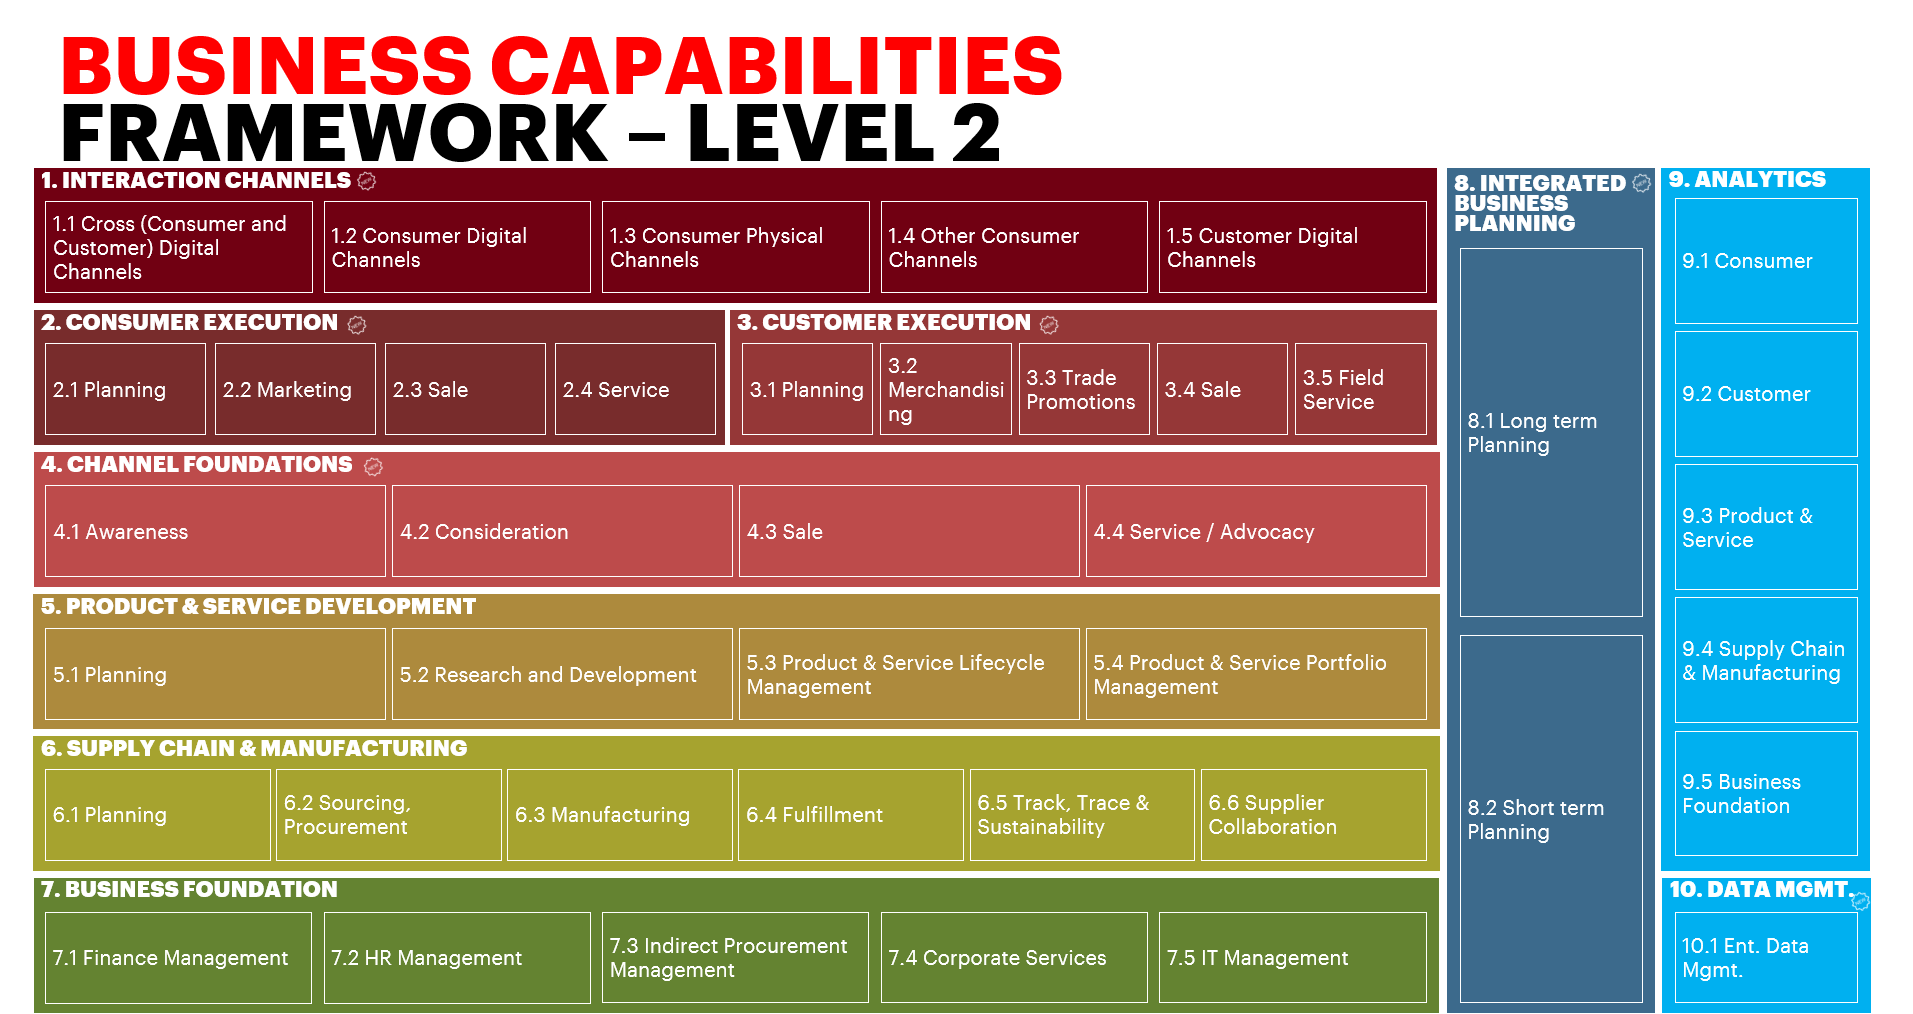 BUSINESS CAPABILITIES
FRAMEWORK – LEVEL 2
1. INTERACTION CHANNELS
1.1 Cross (Consumer and
Customer) Digital
Channels
1.2 Consumer Digital
Channels
1.3 Consumer Physical
Channels
1.4 Other Consumer
Channels
1.5 Customer Digital
Channels
2. CONSUMER EXECUTION
2.1 Planning
2.2 Marketing
2.3 Sale
2.4 Service
3. CUSTOMER EXECUTION
3.1 Planning
3.2
Merchandisi
ng
3.3 Trade
Promotions
3.4 Sale
3.5 Field
Service
4. CHANNEL FOUNDATIONS
4.1 Awareness
4.2 Consideration
4.3 Sale
4.4 Service / Advocacy
5. PRODUCT & SERVICE DEVELOPMENT
5.1 Planning
5.2 Research and Development
5.3 Product & Service Lifecycle
Management
5.4 Product & Service Portfolio
Management
6. SUPPLY CHAIN & MANUFACTURING
6.1 Planning
6.2 Sourcing,
Procurement
6.3 Manufacturing
6.4 Fulfillment
6.5 Track, Trace &
Sustainability
6.6 Supplier
Collaboration
7. BUSINESS FOUNDATION
7.1 Finance Management
7.2 HR Management
7.3 Indirect Procurement
Management
7.4 Corporate Services
7.5 IT Management
8. INTEGRATED
BUSINESS
PLANNING
8.1 Long term
Planning
8.2 Short term
Planning
9. ANALYTICS
9.1 Consumer
9.2 Customer
9.3 Product &
Service
9.4 Supply Chain
& Manufacturing
9.5 Business
Foundation
10. DATA MGMT.
10.1 Ent. Data
Mgmt.